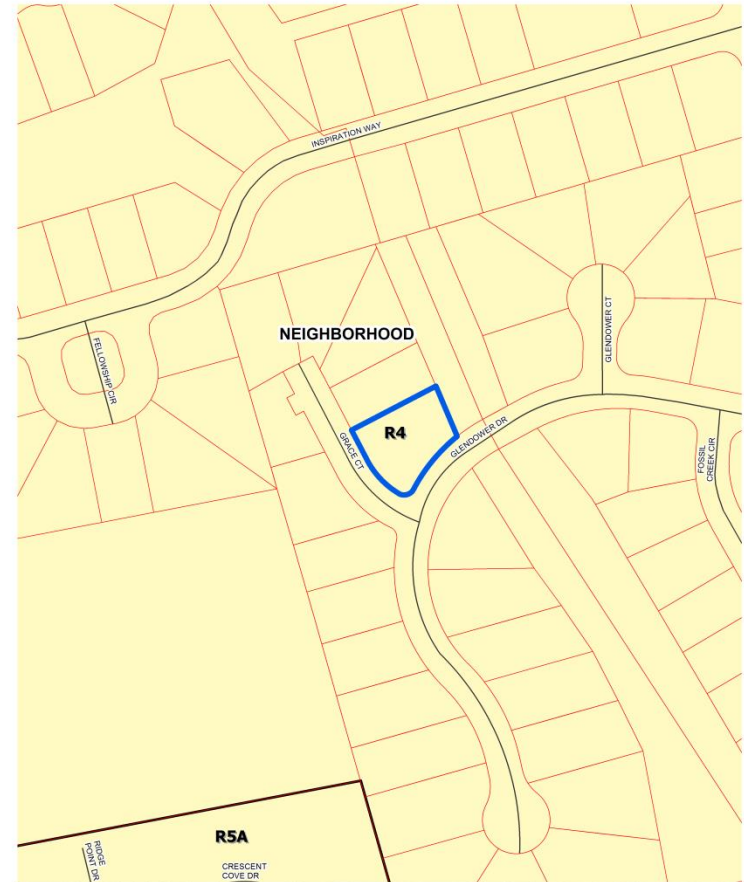 INSPIRATION WAY
GLENDOWER CT
NEIGHBORHOOD
FELLOWSHIP CIR
R4
GRACE CT
GLENDOWER DR
FOSSIL
CREEK CIR
R5A
RIDGE
POINT DR
CRESCENT
COVE DR